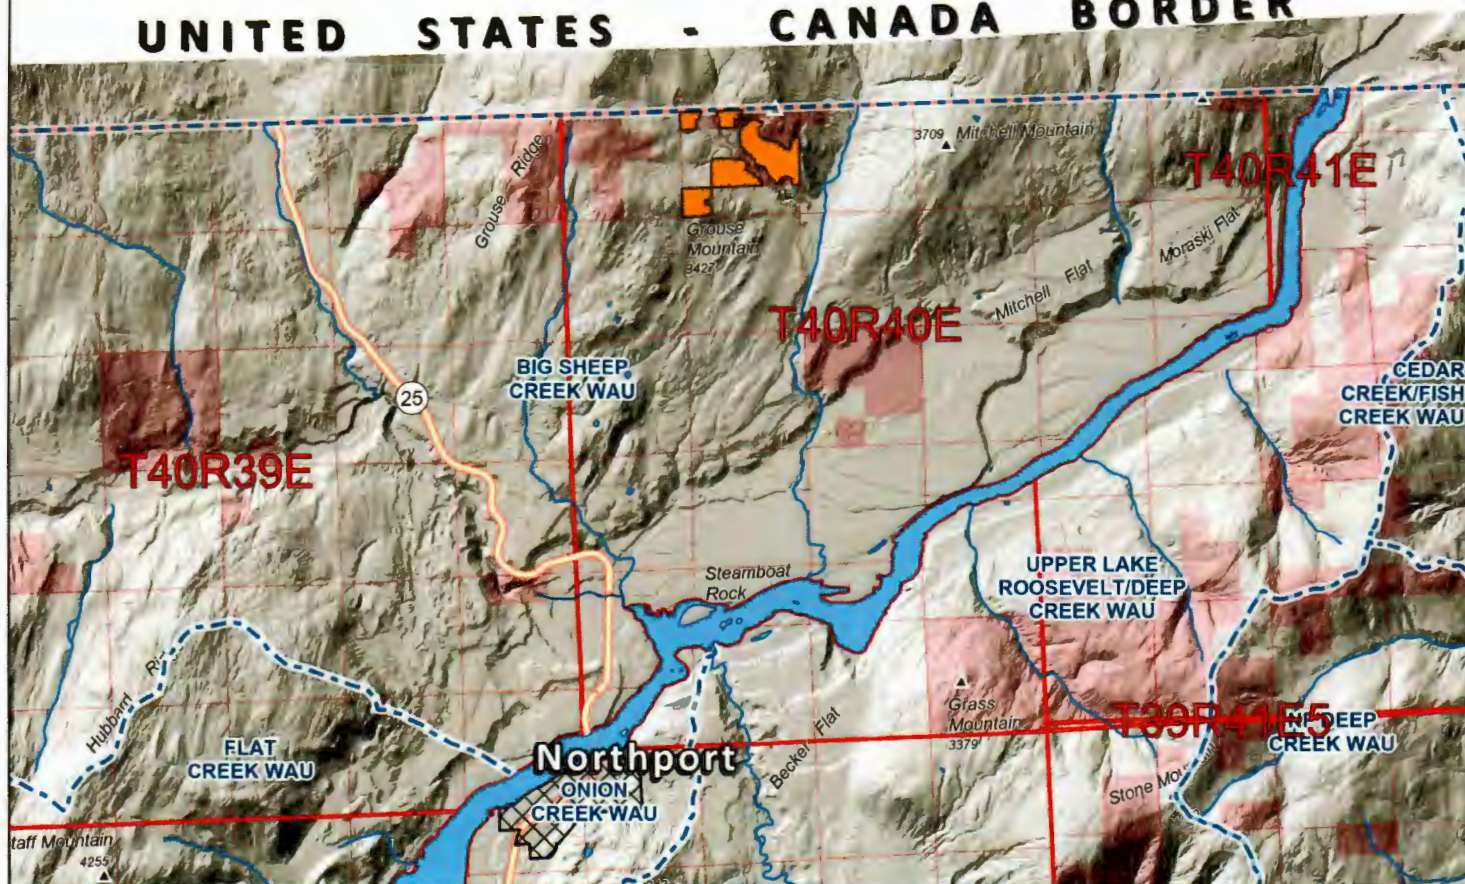 UNITED STATES - CANADA BORDER
3709 Mitchell Mountain
Grouse Ridge
T40R41E
Grouse
Mountain
3427
Moraski Flat
Mitchell Flat
T40R40E
BIG SHEEP
CREEK WAU
25
CEDAR
CREEK/FISH
CREEK WAU
T40R39E
Steamboat
Rock
UPPER LAKE
ROOSEVELT/DEEP
CREEK WAU
Hubbard
Grass
Mountain
3379
Becker Flat
T39R41E5
DEEP
CREEK WAU
FLAT
CREEK WAU
Northport
ONION
CREEK WAU
Stone
taff Mountain
4255